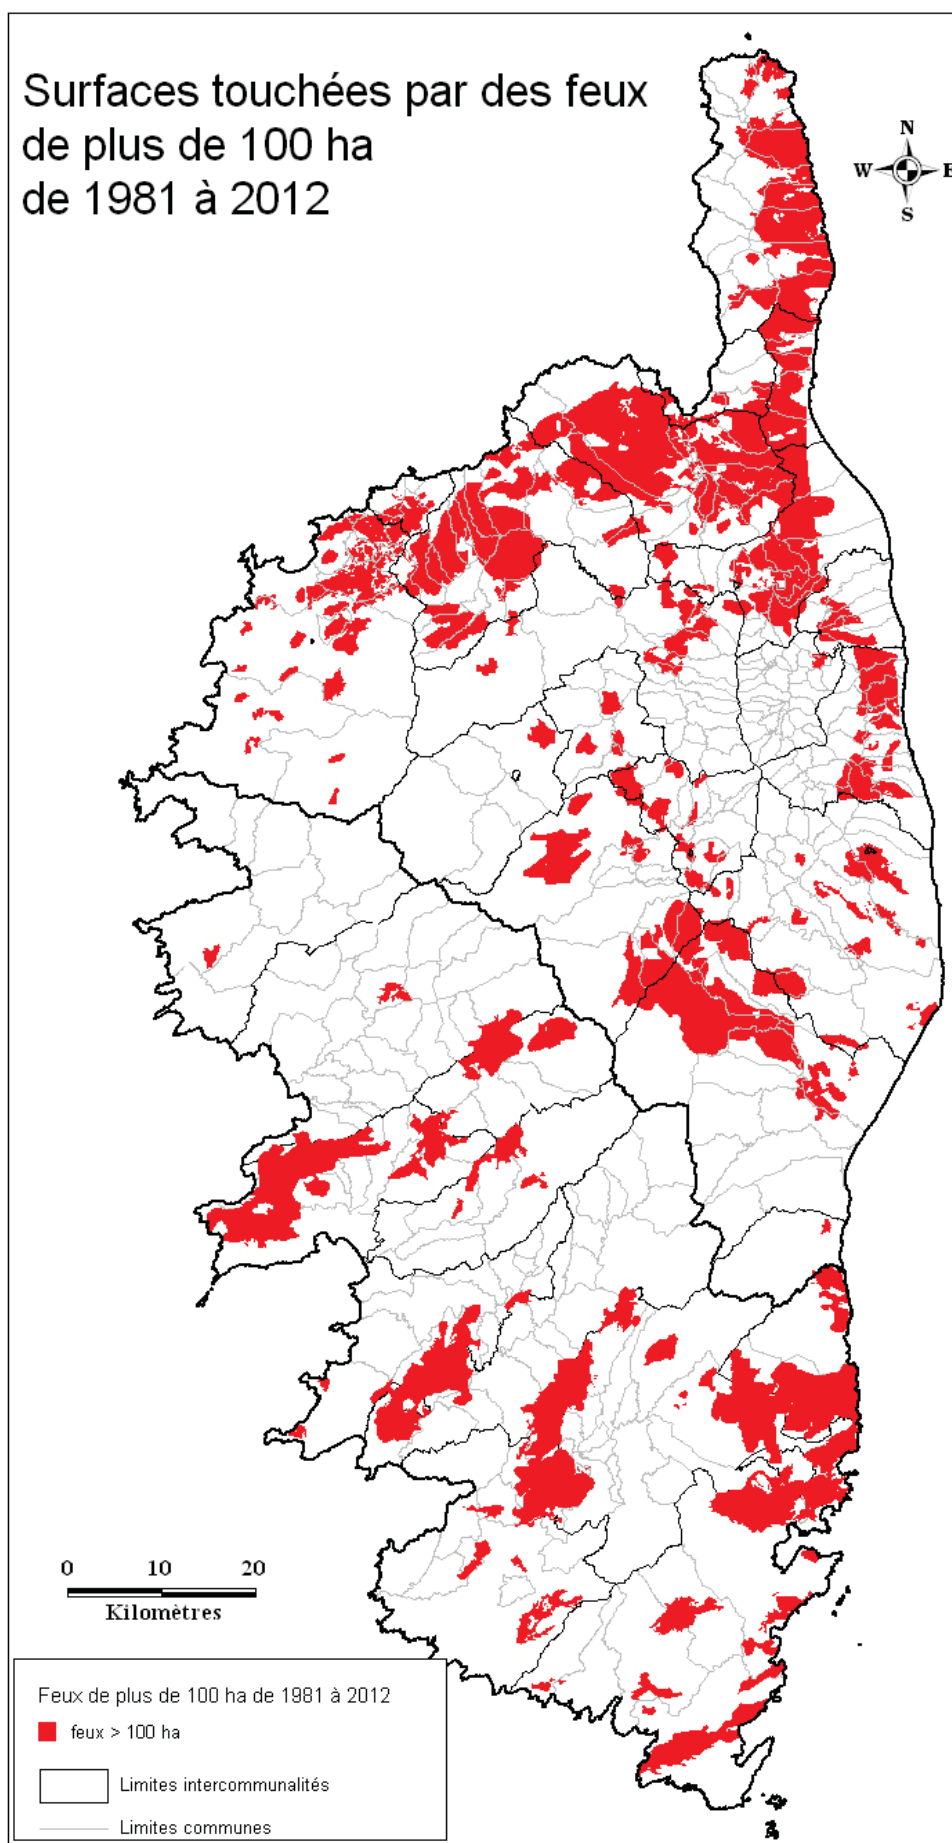 Surfaces touchées par des feux
de plus de 100 ha
de 1981 à 2012
N
W E
S
0 10 20
Kilomètres
Feux de plus de 100 ha de 1981 à 2012
feux > 100 ha
Limites intercommunalités
Limites communes